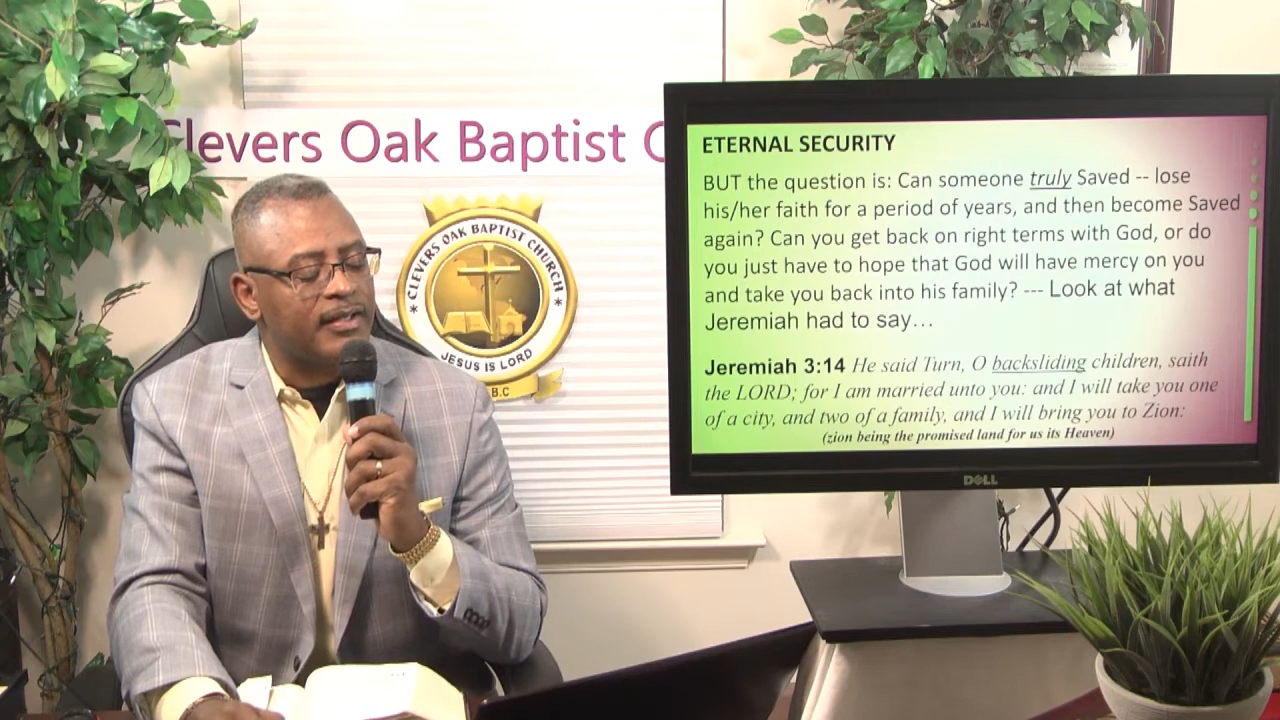 Clevers Oak Baptist C
CLEVERS OAK BAPTIST CHURCH
JESUS IS LORD
B.C
ETERNAL SECURITY
BUT the question is: Can someone truly Saved -- lose
his/her faith for a period of years, and then become Saved
again? Can you get back on right terms with God, or do
you just have to hope that God will have mercy on you
and take you back into his family? --- Look at what
Jeremiah had to say…
Jeremiah 3:14 He said Turn, O backsliding children, saith
the LORD; for I am married unto you: and I will take you one
of a city, and two of a family, and I will bring you to Zion:
(zion being the promised land for us its Heaven)
DELL